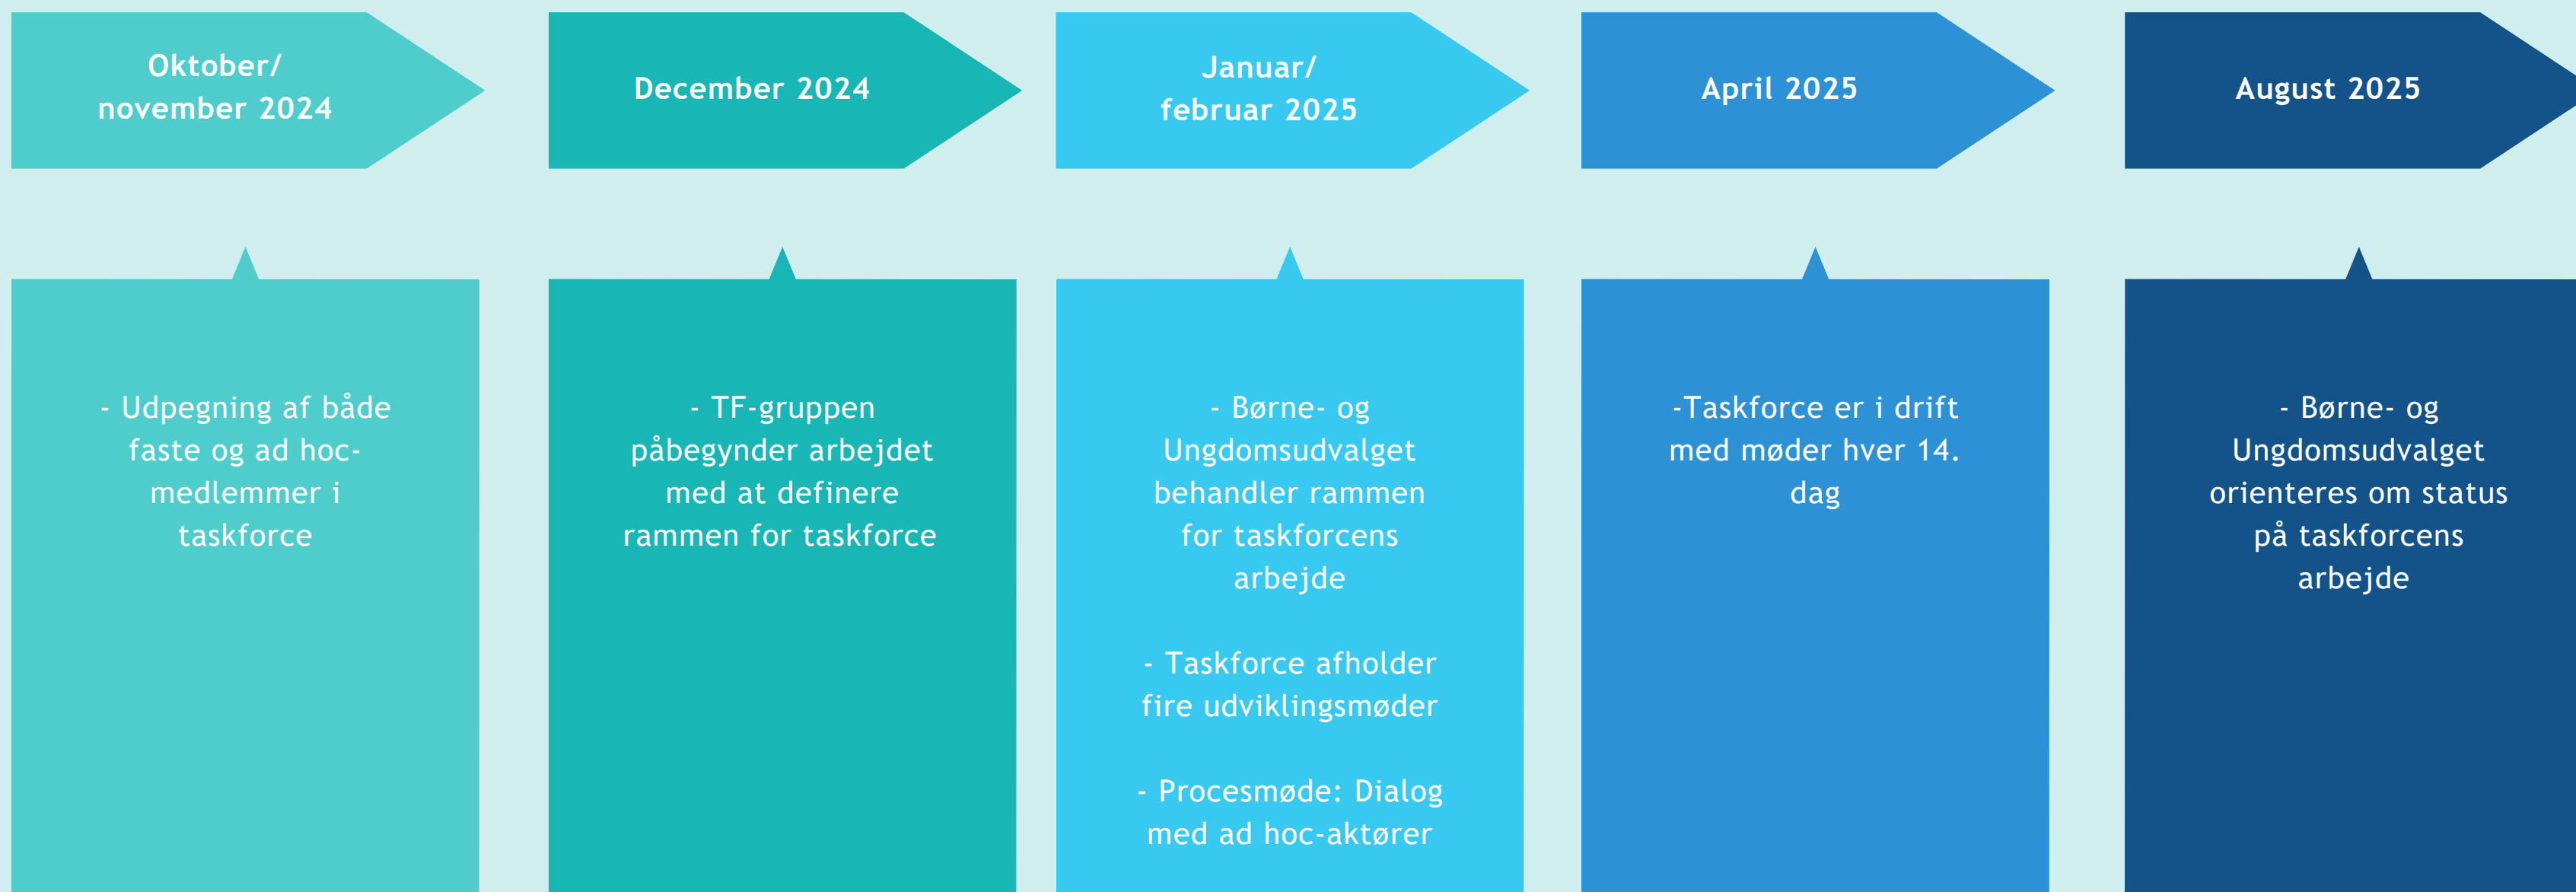 Oktober/
november 2024
December 2024
Januar/
februar 2025
April 2025
August 2025
- Udpegning af både
faste og ad hoc-
medlemmer i
taskforce
- TF-gruppen
påbegynder arbejdet
med at definere
rammen for taskforce
- Børne- og
Ungdomsudvalget
behandler rammen
for taskforcens
arbejde
- Taskforce afholder
fire udviklingsmøder
- Procesmøde: Dialog
med ad hoc-aktører
-Taskforce er i drift
med møder hver 14.
dag
- Børne- og
Ungdomsudvalget
orienteres om status
på taskforcens
arbejde